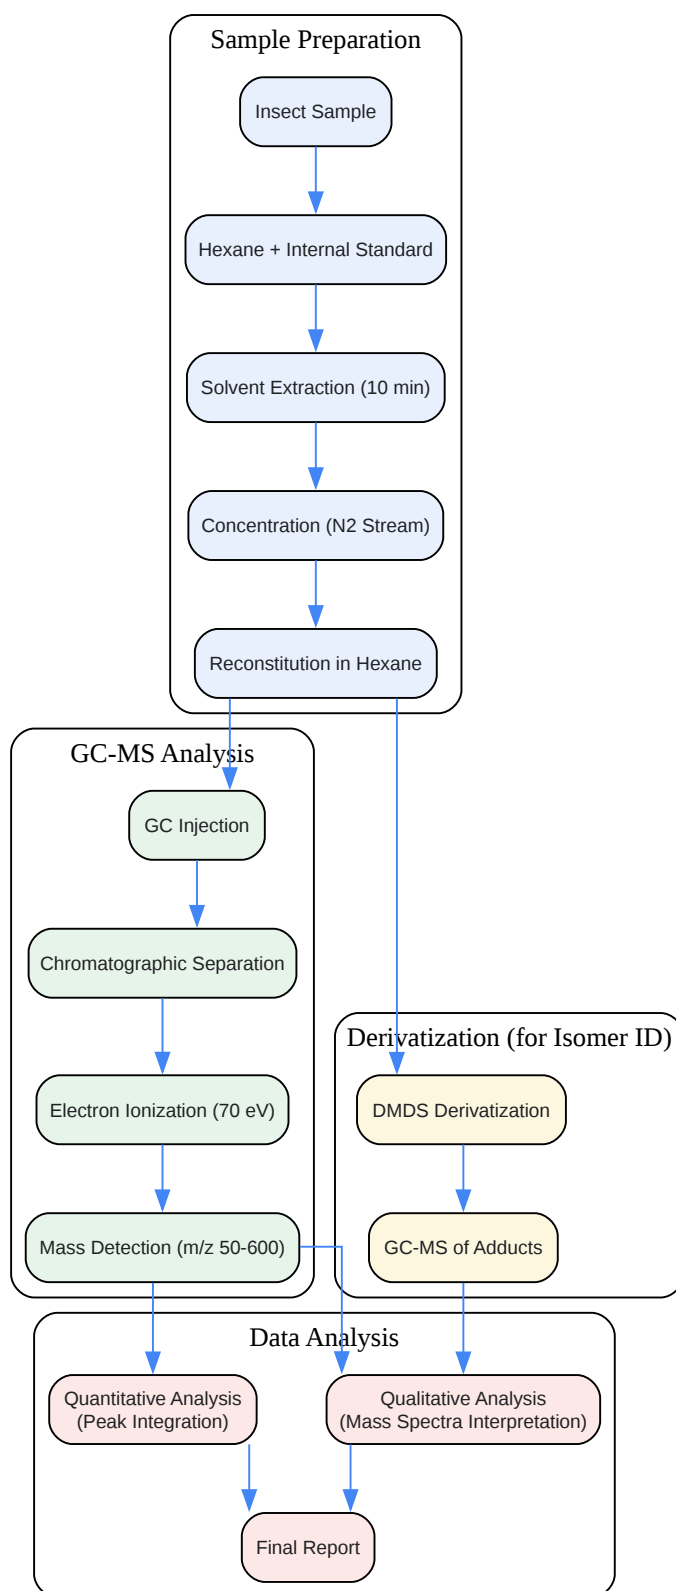 Sample Preparation
Insect Sample
Hexane + Internal Standard
Solvent Extraction (10 min)
Concentration (N2 Stream)
Reconstitution in Hexane
GC-MS Analysis
GC Injection
Chromatographic Separation
Electron Ionization (70 eV)
Mass Detection (m/z 50-600)
Derivatization (for Isomer ID)
DMDS Derivatization
GC-MS of Adducts
Data Analysis
Quantitative Analysis
(Peak Integration)
Qualitative Analysis
(Mass Spectra Interpretation)
Final Report